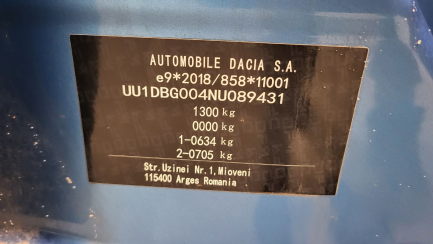 AUTOMOBILE DACIA S.A.
e9*2018/858*11001
UU1DBG004NU089431
1300 kg
0000 kg
1-0634 kg
2-0705 kg
Str. Uzinei Nr. 1, Mioveni
115400 Arges Romania